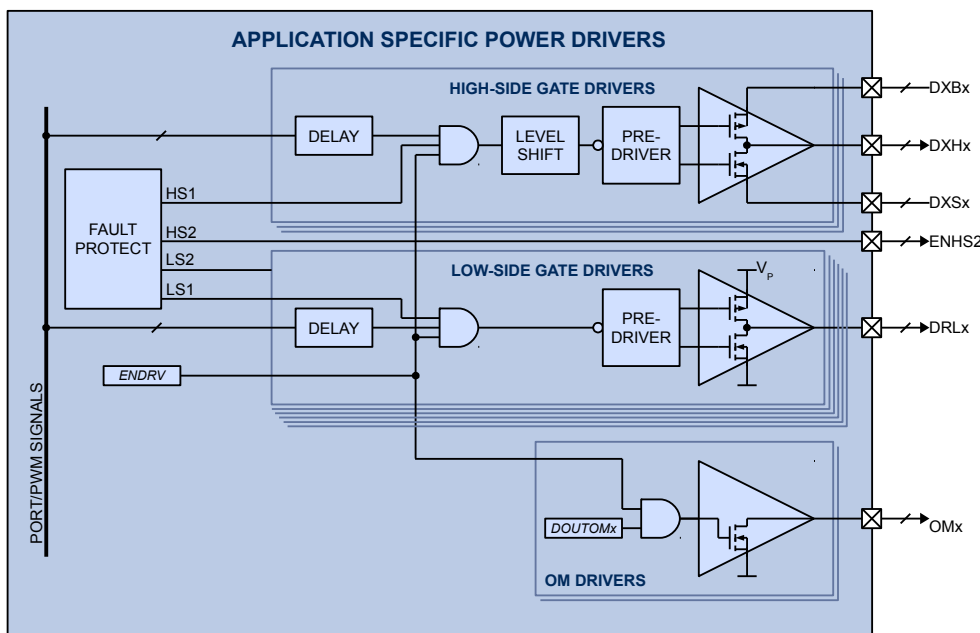 APPLICATION SPECIFIC POWER DRIVERS
HIGH-SIDE GATE DRIVERS
DXBx
DELAY
LEVEL
SHIFT
PRE-
DRIVER
DXHx
FAULT
PROTECT
HS1
DXSx
HS2
ENHS2
LS2
LOW-SIDE GATE DRIVERS
VP
LS1
DELAY
PRE-
DRIVER
DRLx
ENDRV
PORT/PWM SIGNALS
DOUTOMx
OMx
OM DRIVERS